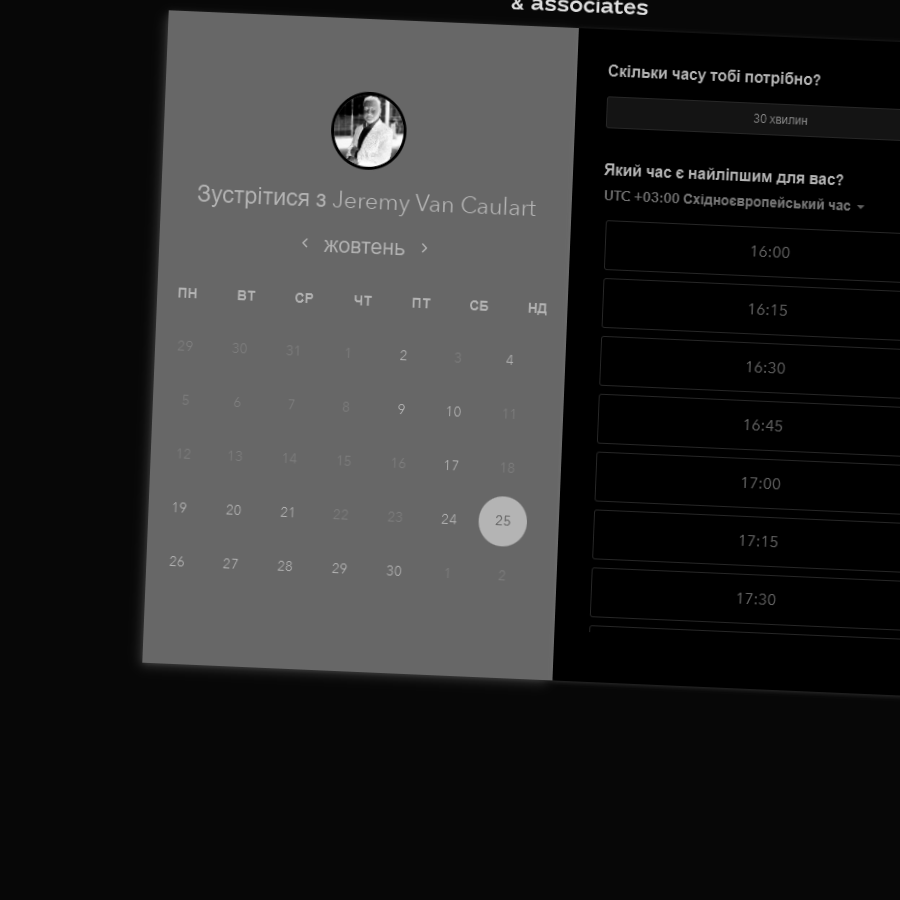 & associates
Зустрітися з Jeremy Van Caulart
жовтень
ПН ВТ СР ЧТ ПТ СБ НД
29 30 31 1 2 3 4
5 6 7 8 9 10 11
12 13 14 15 16 17 18
19 20 21 22 23 24 25
26 27 28 29 30 1 2
Скільки часу тобі потрібно?
30 хвилин
Який час є найліпшим для вас?
UTC +03:00 Східноєвропейський час
16:00
16:15
16:30
16:45
17:00
17:15
17:30